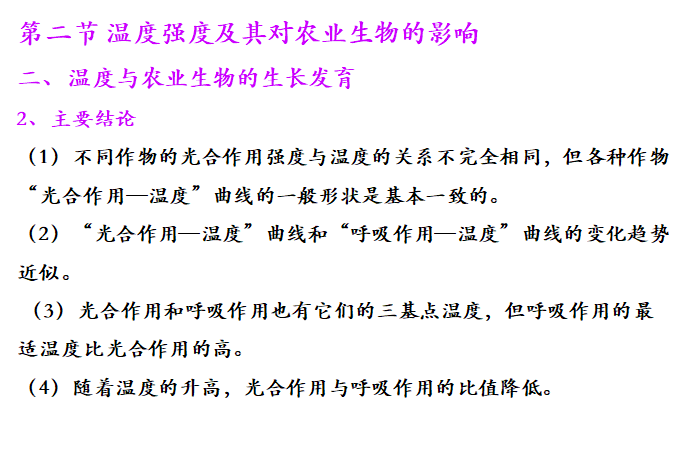 第二节 温度强度及其对农业生物的影响
二、温度与农业生物的生长发育
2、主要结论
（1）不同作物的光合作用强度与温度的关系不完全相同，但各种作物
“光合作用—温度”曲线的一般形状是基本一致的。
（2）“光合作用—温度”曲线和“呼吸作用—温度”曲线的变化趋势
近似。
（3）光合作用和呼吸作用也有它们的三基点温度，但呼吸作用的最
适温度比光合作用的高。
（4）随着温度的升高，光合作用与呼吸作用的比值降低。